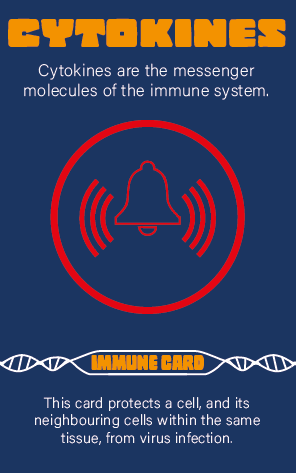 CYTOKINES
Cytokines are the messenger
molecules of the immune system.
IMMUNE CARD
This card protects a cell, and its
neighbouring cells within the same
tissue, from virus infection.